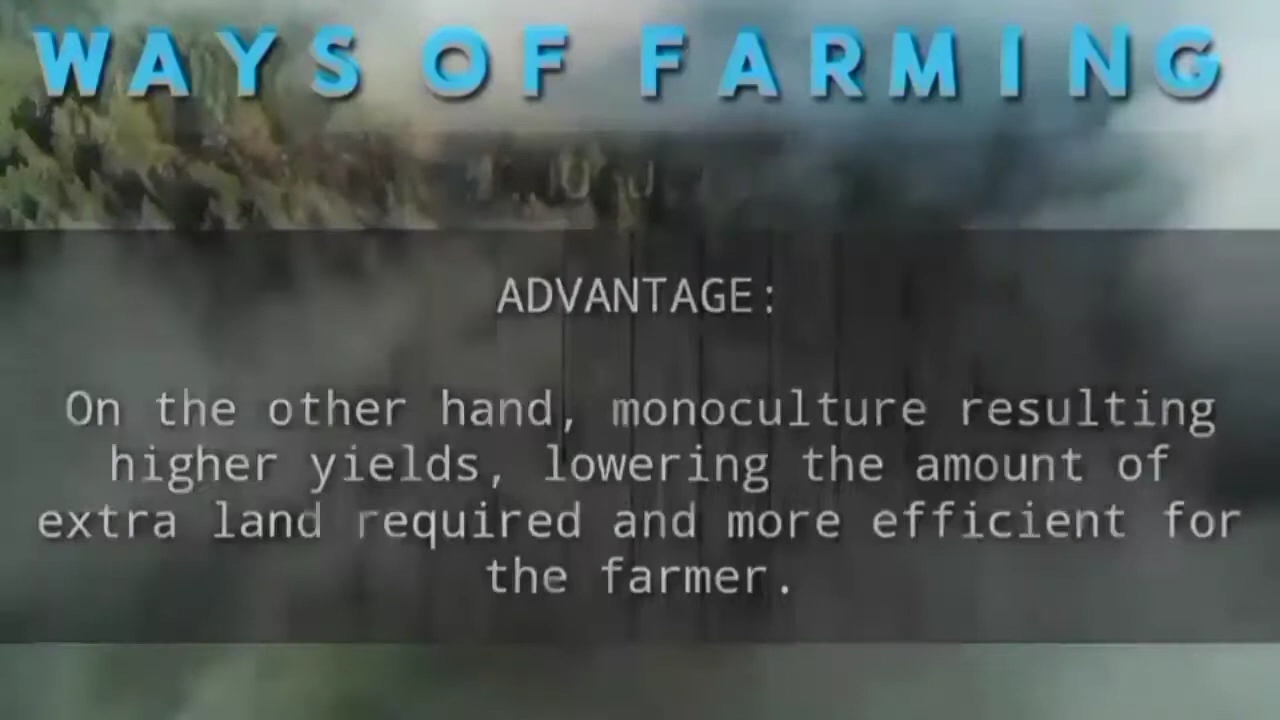 WAYS OF FARMING
ADVANTAGE:
On the other hand, monoculture resulting
higher yields, lowering the amount of
extra land required and more efficient for
the farmer.